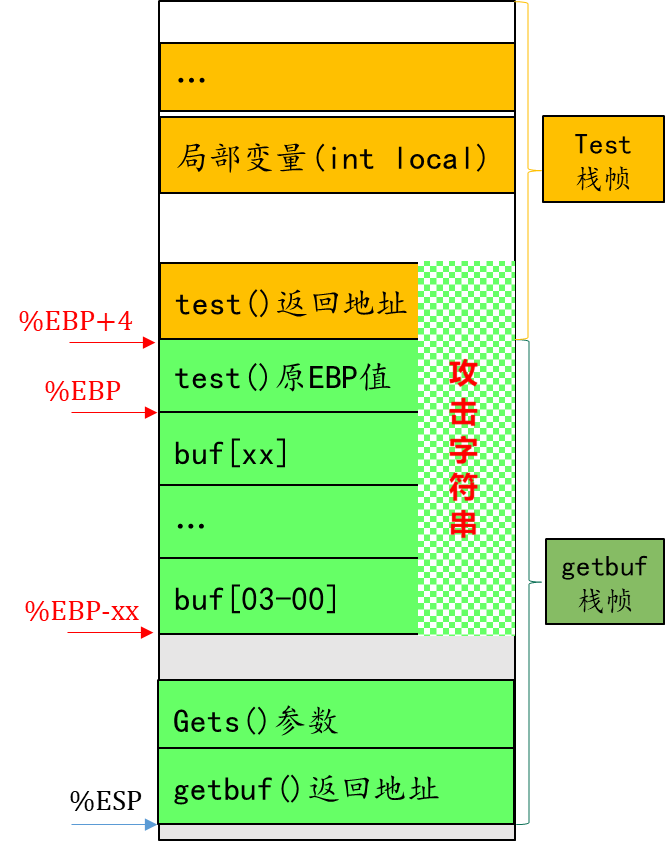 …
局部变量(int local)
Test
栈帧
test()返回地址
%EBP+4
test()原EBP值
%EBP
buf[xx]
…
buf[03-00]
%EBP-xx
攻击字符串
getbuf
栈帧
Gets()参数
getbuf()返回地址
%ESP